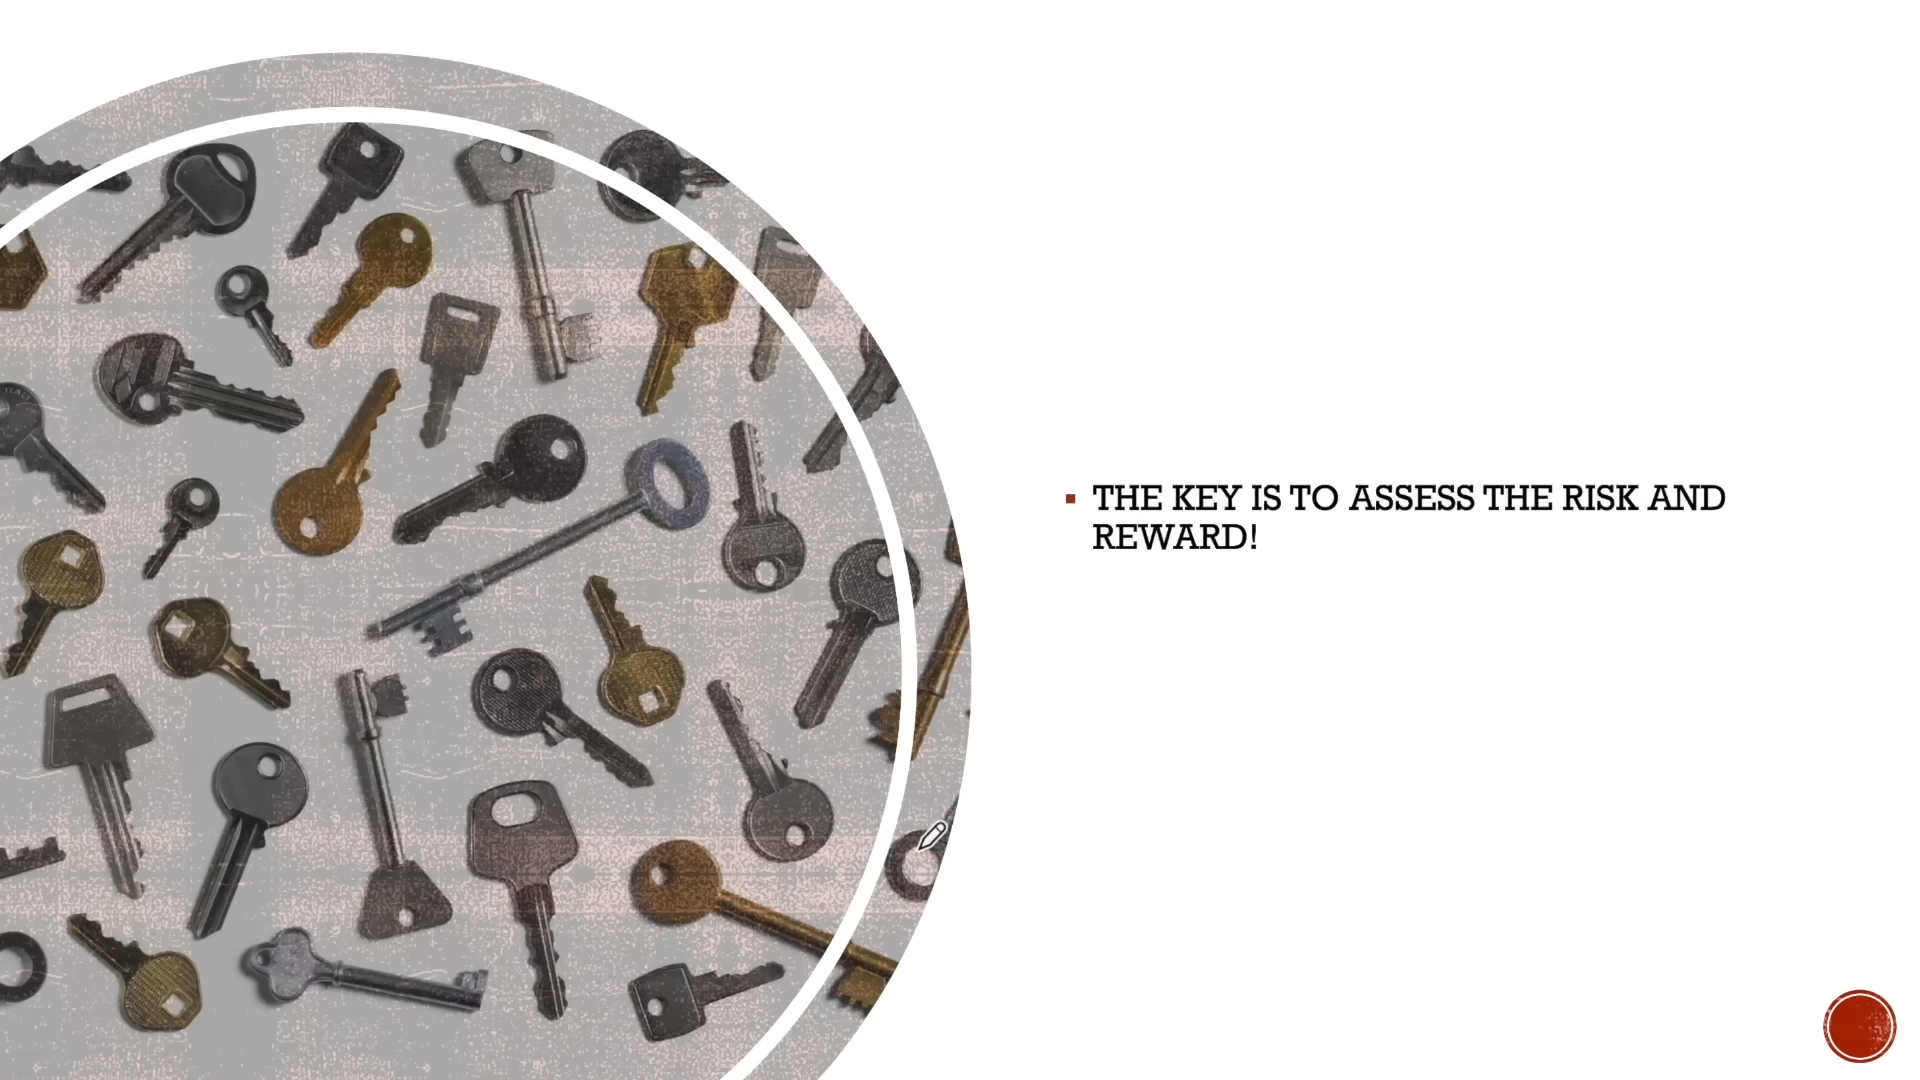 THE KEY IS TO ASSESS THE RISK AND
REWARD!